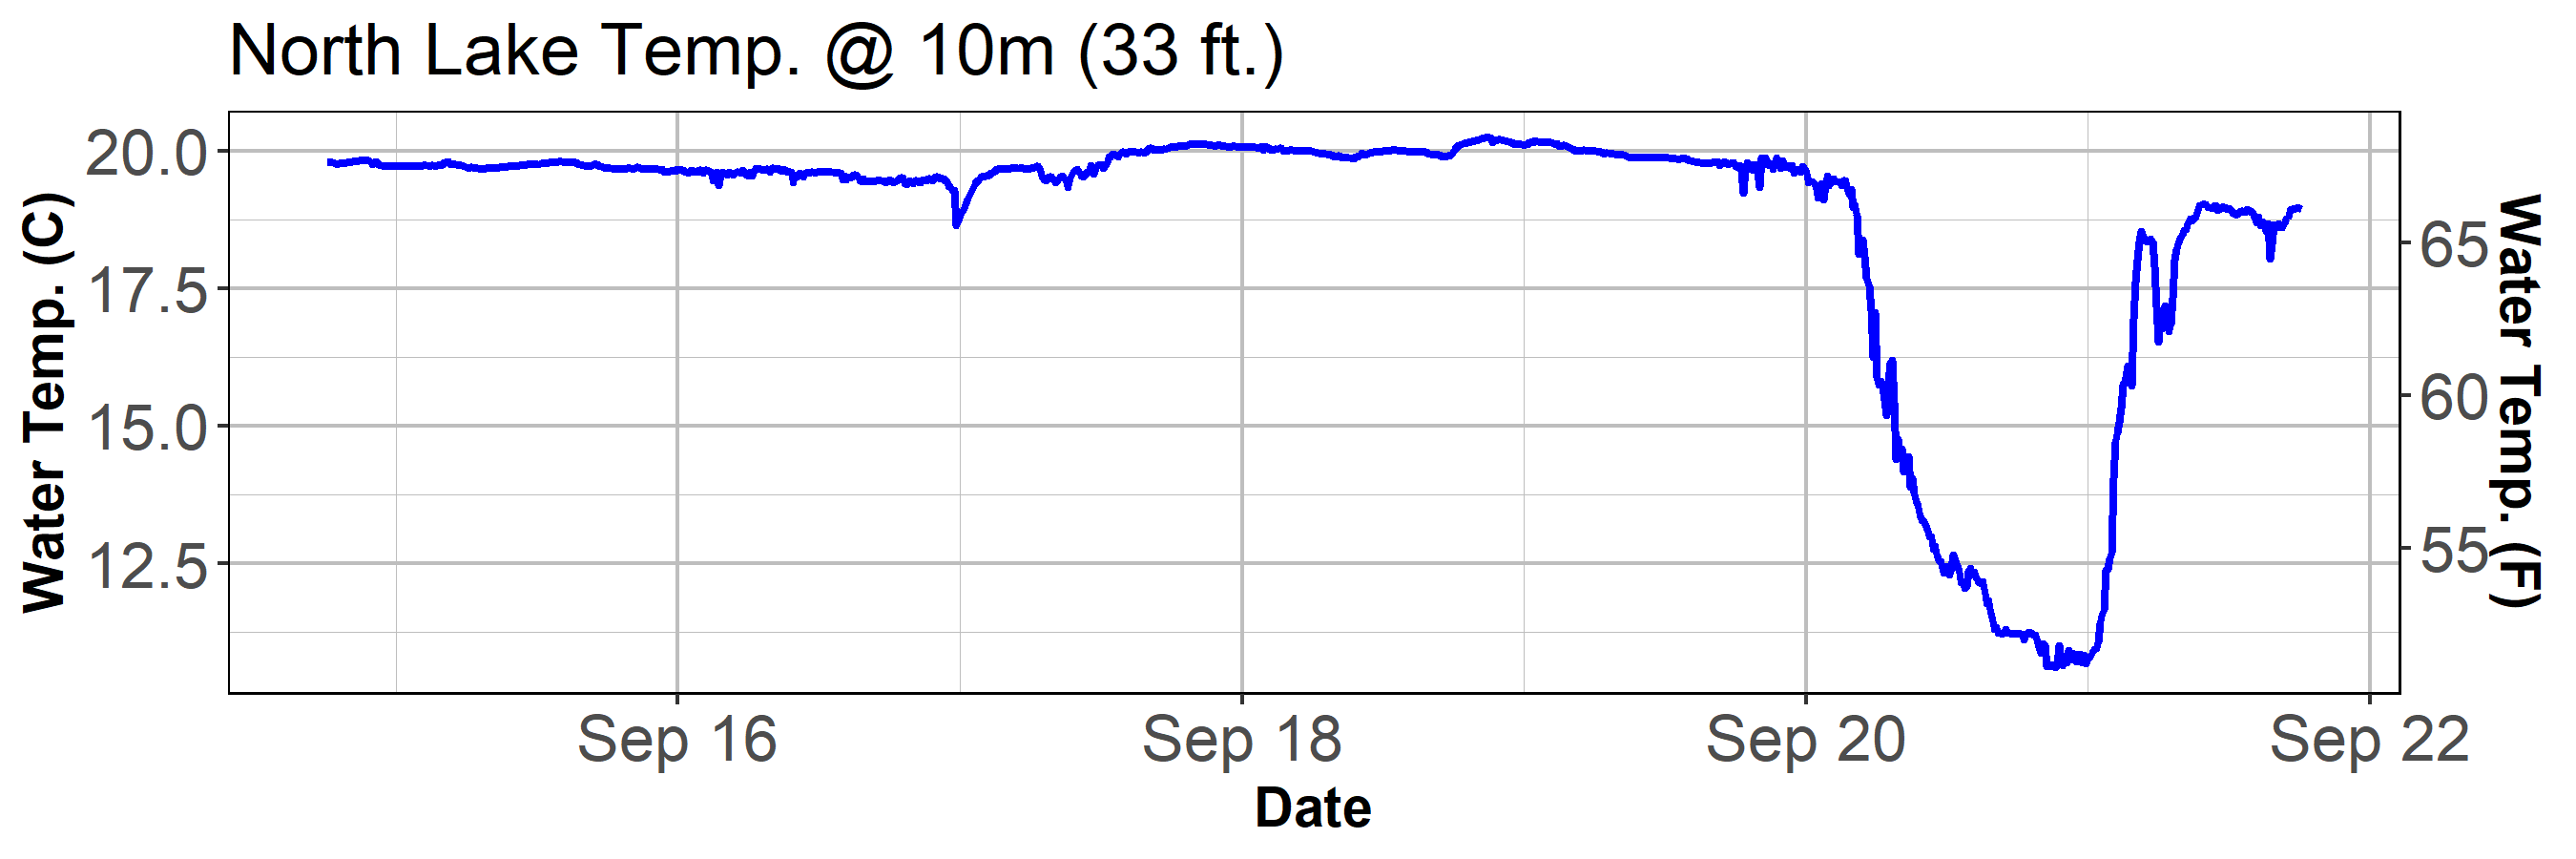 North Lake Temp. @ 10m (33 ft.)
Water Temp. (C)
20.0
17.5
15.0
12.5
65
60
55
Water Temp. (F)
Sep 16 Sep 18 Sep 20 Sep 22
Date